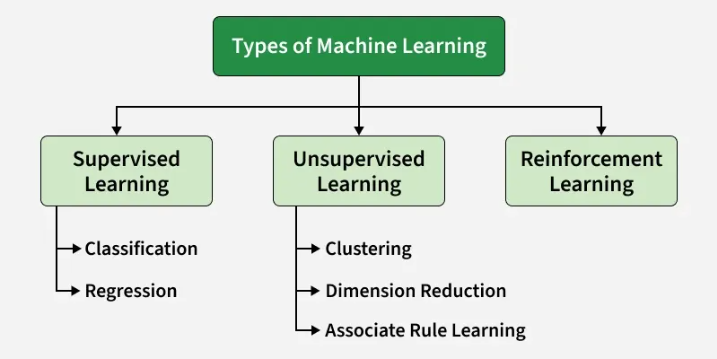 Types of Machine Learning
Supervised
Learning
Unsupervised
Learning
Reinforcement
Learning
Classification
Regression
Clustering
Dimension Reduction
Associate Rule Learning